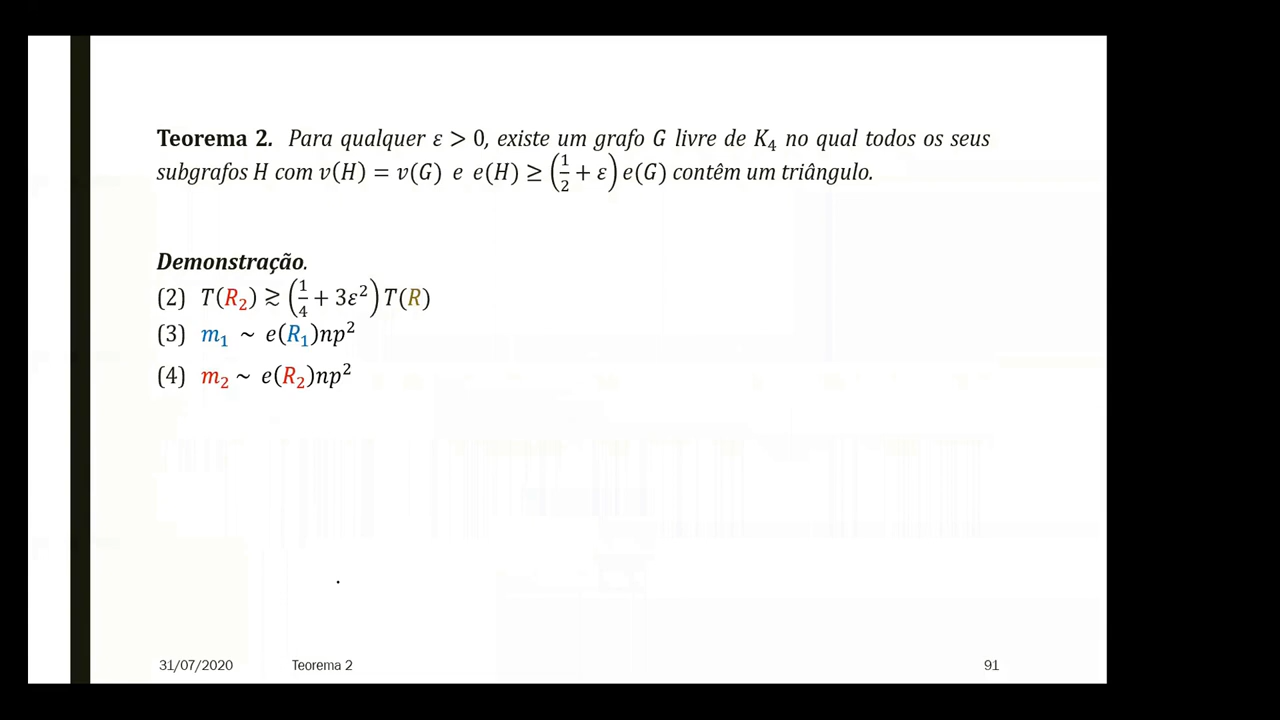 Teorema 2. Para qualquer ε > 0, existe um grafo G livre de K₄ no qual todos os seus
subgrafos H com v(H) = v(G) e e(H) ≥ (1/2 + ε) e(G) contêm um triângulo.
Demonstração.
(2) T(R₂) ≳ (1/4 + 3ε²) T(R)
(3) m₁ ~ e(R₁)np²
(4) m₂ ~ e(R₂)np²
31/07/2020 Teorema 2 91